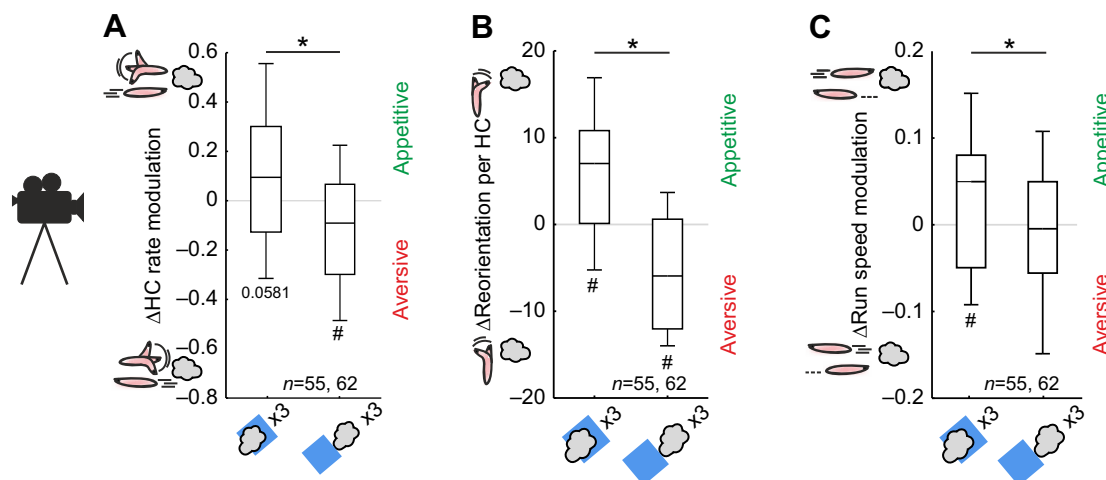 A
ΔHC rate modulation
0.6
0.4
0.2
0
–0.2
–0.4
–0.6
–0.8
*
0.0581
#
n=55, 62
x3
x3
Appetitive
Aversive
B
ΔReorientation per HC
20
10
0
–10
–20
*
#
#
n=55, 62
x3
x3
Appetitive
Aversive
C
ΔRun speed modulation
0.2
0.1
0
–0.1
–0.2
*
#
n=55, 62
x3
x3
Appetitive
Aversive